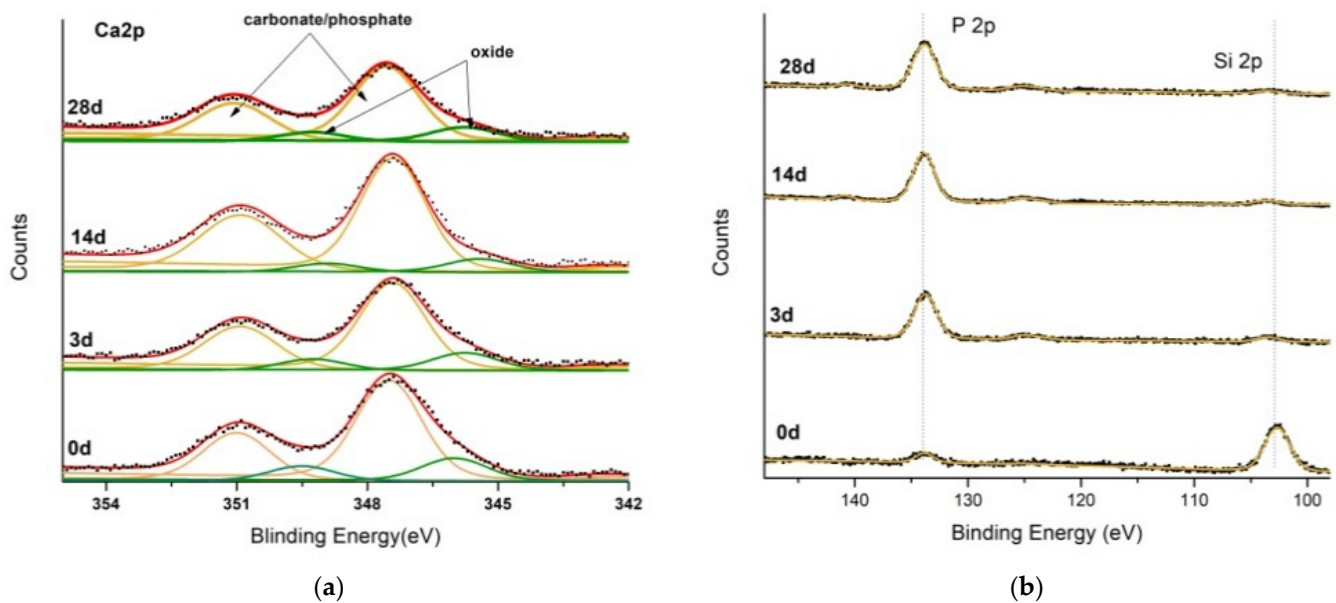 carbonate/phosphate
Ca2p
oxide
28d
14d
3d
0d
Counts
354 351 348 345 342
Blinding Energy(eV)
(a)
P 2p
Si 2p
28d
14d
3d
0d
Counts
140 130 120 110 100
Binding Energy (eV)
(b)